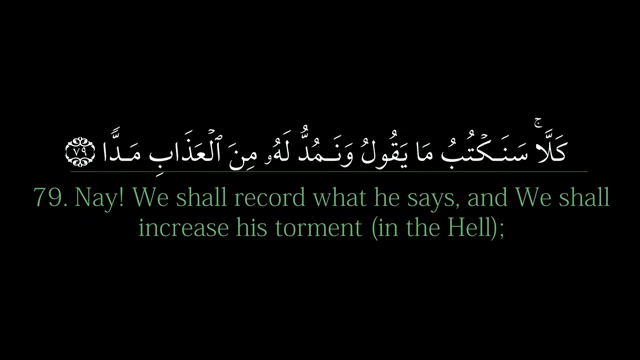 كَلَّاۚ سَنَكۡتُبُ مَا يَقُولُ وَنَمُدُّ لَهُۥ مِنَ ٱلۡعَذَابِ مَدّٗا ٧٩
79. Nay! We shall record what he says, and We shall
increase his torment (in the Hell);